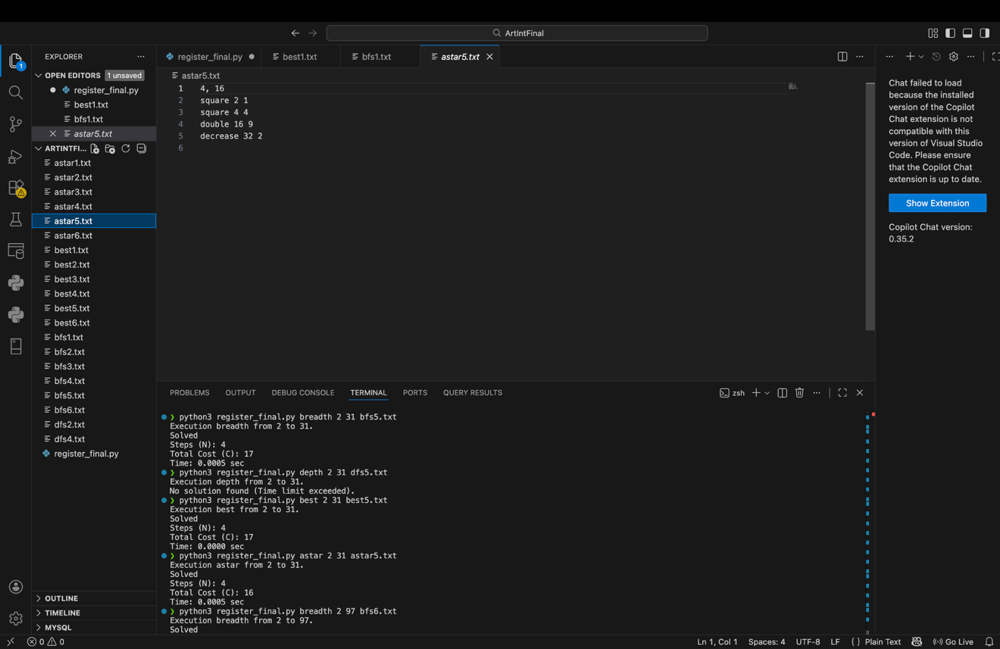 ArtIntFinal
EXPLORER
OPEN EDITORS 1 unsaved
register_final.py
best1.txt
bfs1.txt
astar5.txt
ARTINTFI...
astar1.txt
astar2.txt
astar3.txt
astar4.txt
astar5.txt
astar6.txt
best1.txt
best2.txt
best3.txt
best4.txt
best5.txt
best6.txt
bfs1.txt
bfs2.txt
bfs3.txt
bfs4.txt
bfs5.txt
bfs6.txt
dfs2.txt
dfs4.txt
register_final.py
OUTLINE
TIMELINE
MYSQL
register_final.py best1.txt bfs1.txt astar5.txt
astar5.txt
1 4, 16
2 square 2 1
3 square 4 4
4 double 16 9
5 decrease 32 2
6
PROBLEMS OUTPUT DEBUG CONSOLE TERMINAL PORTS QUERY RESULTS zsh
❯ python3 register_final.py breadth 2 31 bfs5.txt
Execution breadth from 2 to 31.
Solved
Steps (N): 4
Total Cost (C): 17
Time: 0.0005 sec
❯ python3 register_final.py depth 2 31 dfs5.txt
Execution depth from 2 to 31.
No solution found (Time limit exceeded).
❯ python3 register_final.py best 2 31 best5.txt
Execution best from 2 to 31.
Solved
Steps (N): 4
Total Cost (C): 17
Time: 0.0000 sec
❯ python3 register_final.py astar 2 31 astar5.txt
Execution astar from 2 to 31.
Solved
Steps (N): 4
Total Cost (C): 16
Time: 0.0005 sec
❯ python3 register_final.py breadth 2 97 bfs6.txt
Execution breadth from 2 to 97.
Solved
Chat failed to load
because the installed
version of the Copilot
Chat extension is not
compatible with this
version of Visual Studio
Code. Please ensure
that the Copilot Chat
extension is up to date.
Show Extension
Copilot Chat version:
0.35.2
1
0 0 Ln 1, Col 1 Spaces: 4 UTF-8 LF { } Plain Text Go Live